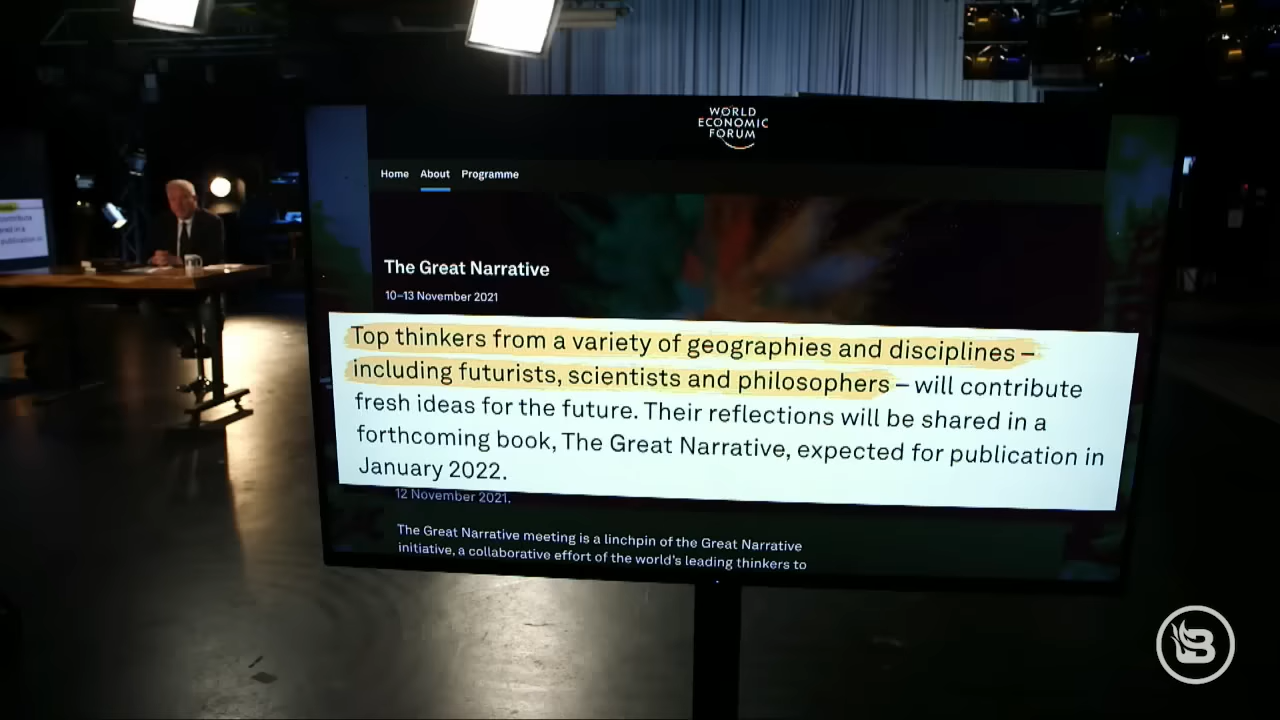 WORLD
ECONOMIC
FORUM
Home About Programme
The Great Narrative
10–13 November 2021
Top thinkers from a variety of geographies and disciplines –
including futurists, scientists and philosophers – will contribute
fresh ideas for the future. Their reflections will be shared in a
forthcoming book, The Great Narrative, expected for publication in
January 2022.
12 November 2021.
The Great Narrative meeting is a linchpin of the Great Narrative
initiative, a collaborative effort of the world's leading thinkers to
contribute
publication in
B